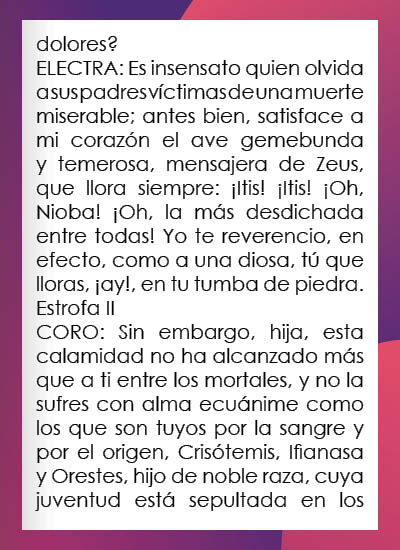 dolores?
ELECTRA: Es insensato quien olvida
a sus padres víctimas de una muerte
miserable; antes bien, satisface a
mi corazón el ave gemebunda
y temerosa, mensajera de Zeus,
que llora siempre: ¡Itis! ¡Itis! ¡Oh,
Nioba! ¡Oh, la más desdichada
entre todas! Yo te reverencio, en
efecto, como a una diosa, tú que
lloras, ¡ay!, en tu tumba de piedra.
Estrofa II
CORO: Sin embargo, hija, esta
calamidad no ha alcanzado más
que a ti entre los mortales, y no la
sufres con alma ecuánime como
los que son tuyos por la sangre y
por el origen, Crisótemis, Ifianasa
y Orestes, hijo de noble raza, cuya
juventud está sepultada en los